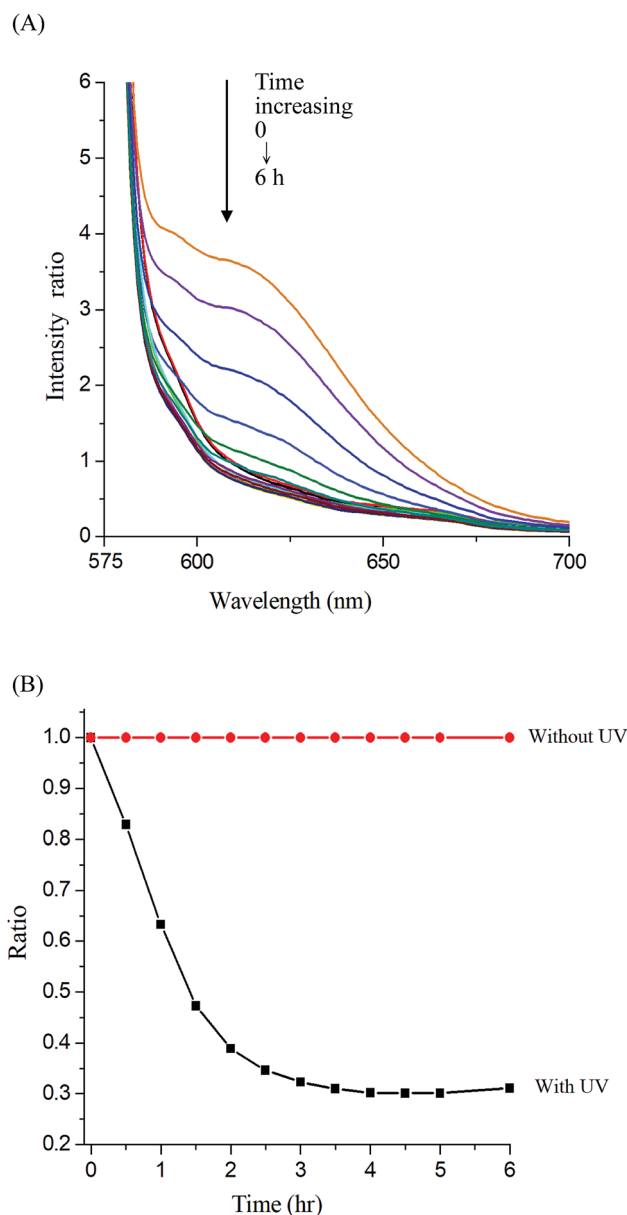 (A)
6
5
4
3
2
1
0
Intensity ratio
Time
increasing
0
↓
6 h
575
600
650
700
Wavelength (nm)
(B)
1.0
0.9
0.8
0.7
0.6
0.5
0.4
0.3
0.2
Ratio
Without UV
With UV
0
1
2
3
4
5
6
Time (hr)